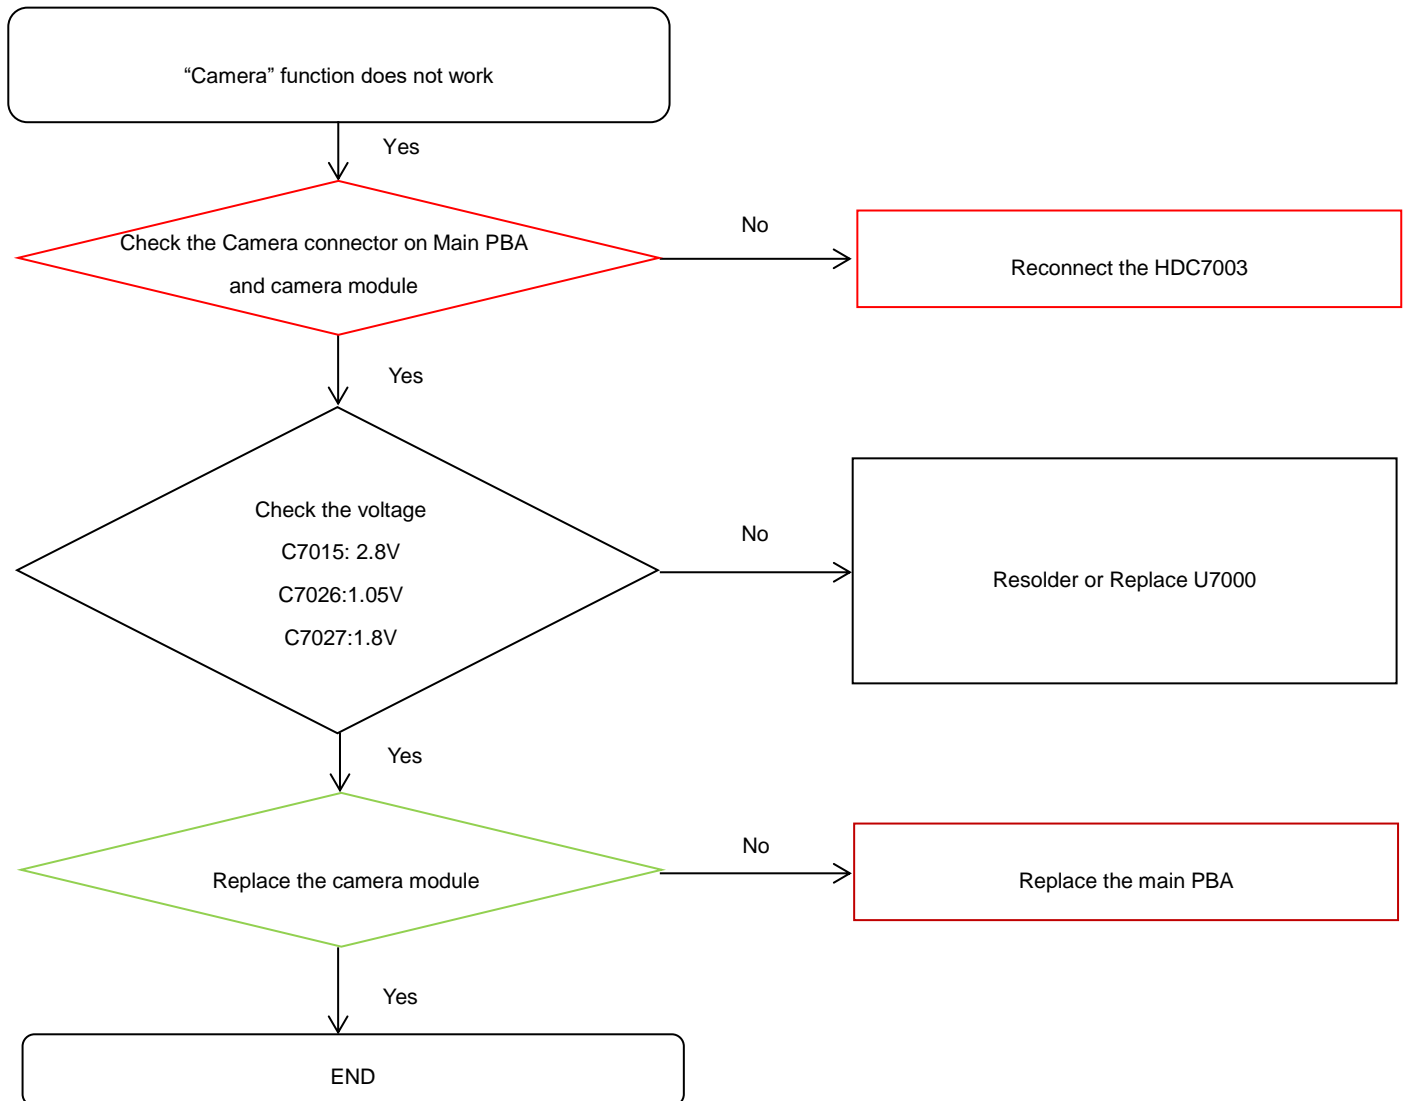 “Camera” function does not work
Yes
Check the Camera connector on Main PBA
and camera module
No
Reconnect the HDC7003
Yes
Check the voltage
C7015: 2.8V
C7026:1.05V
C7027:1.8V
No
Resolder or Replace U7000
Yes
Replace the camera module
No
Replace the main PBA
Yes
END